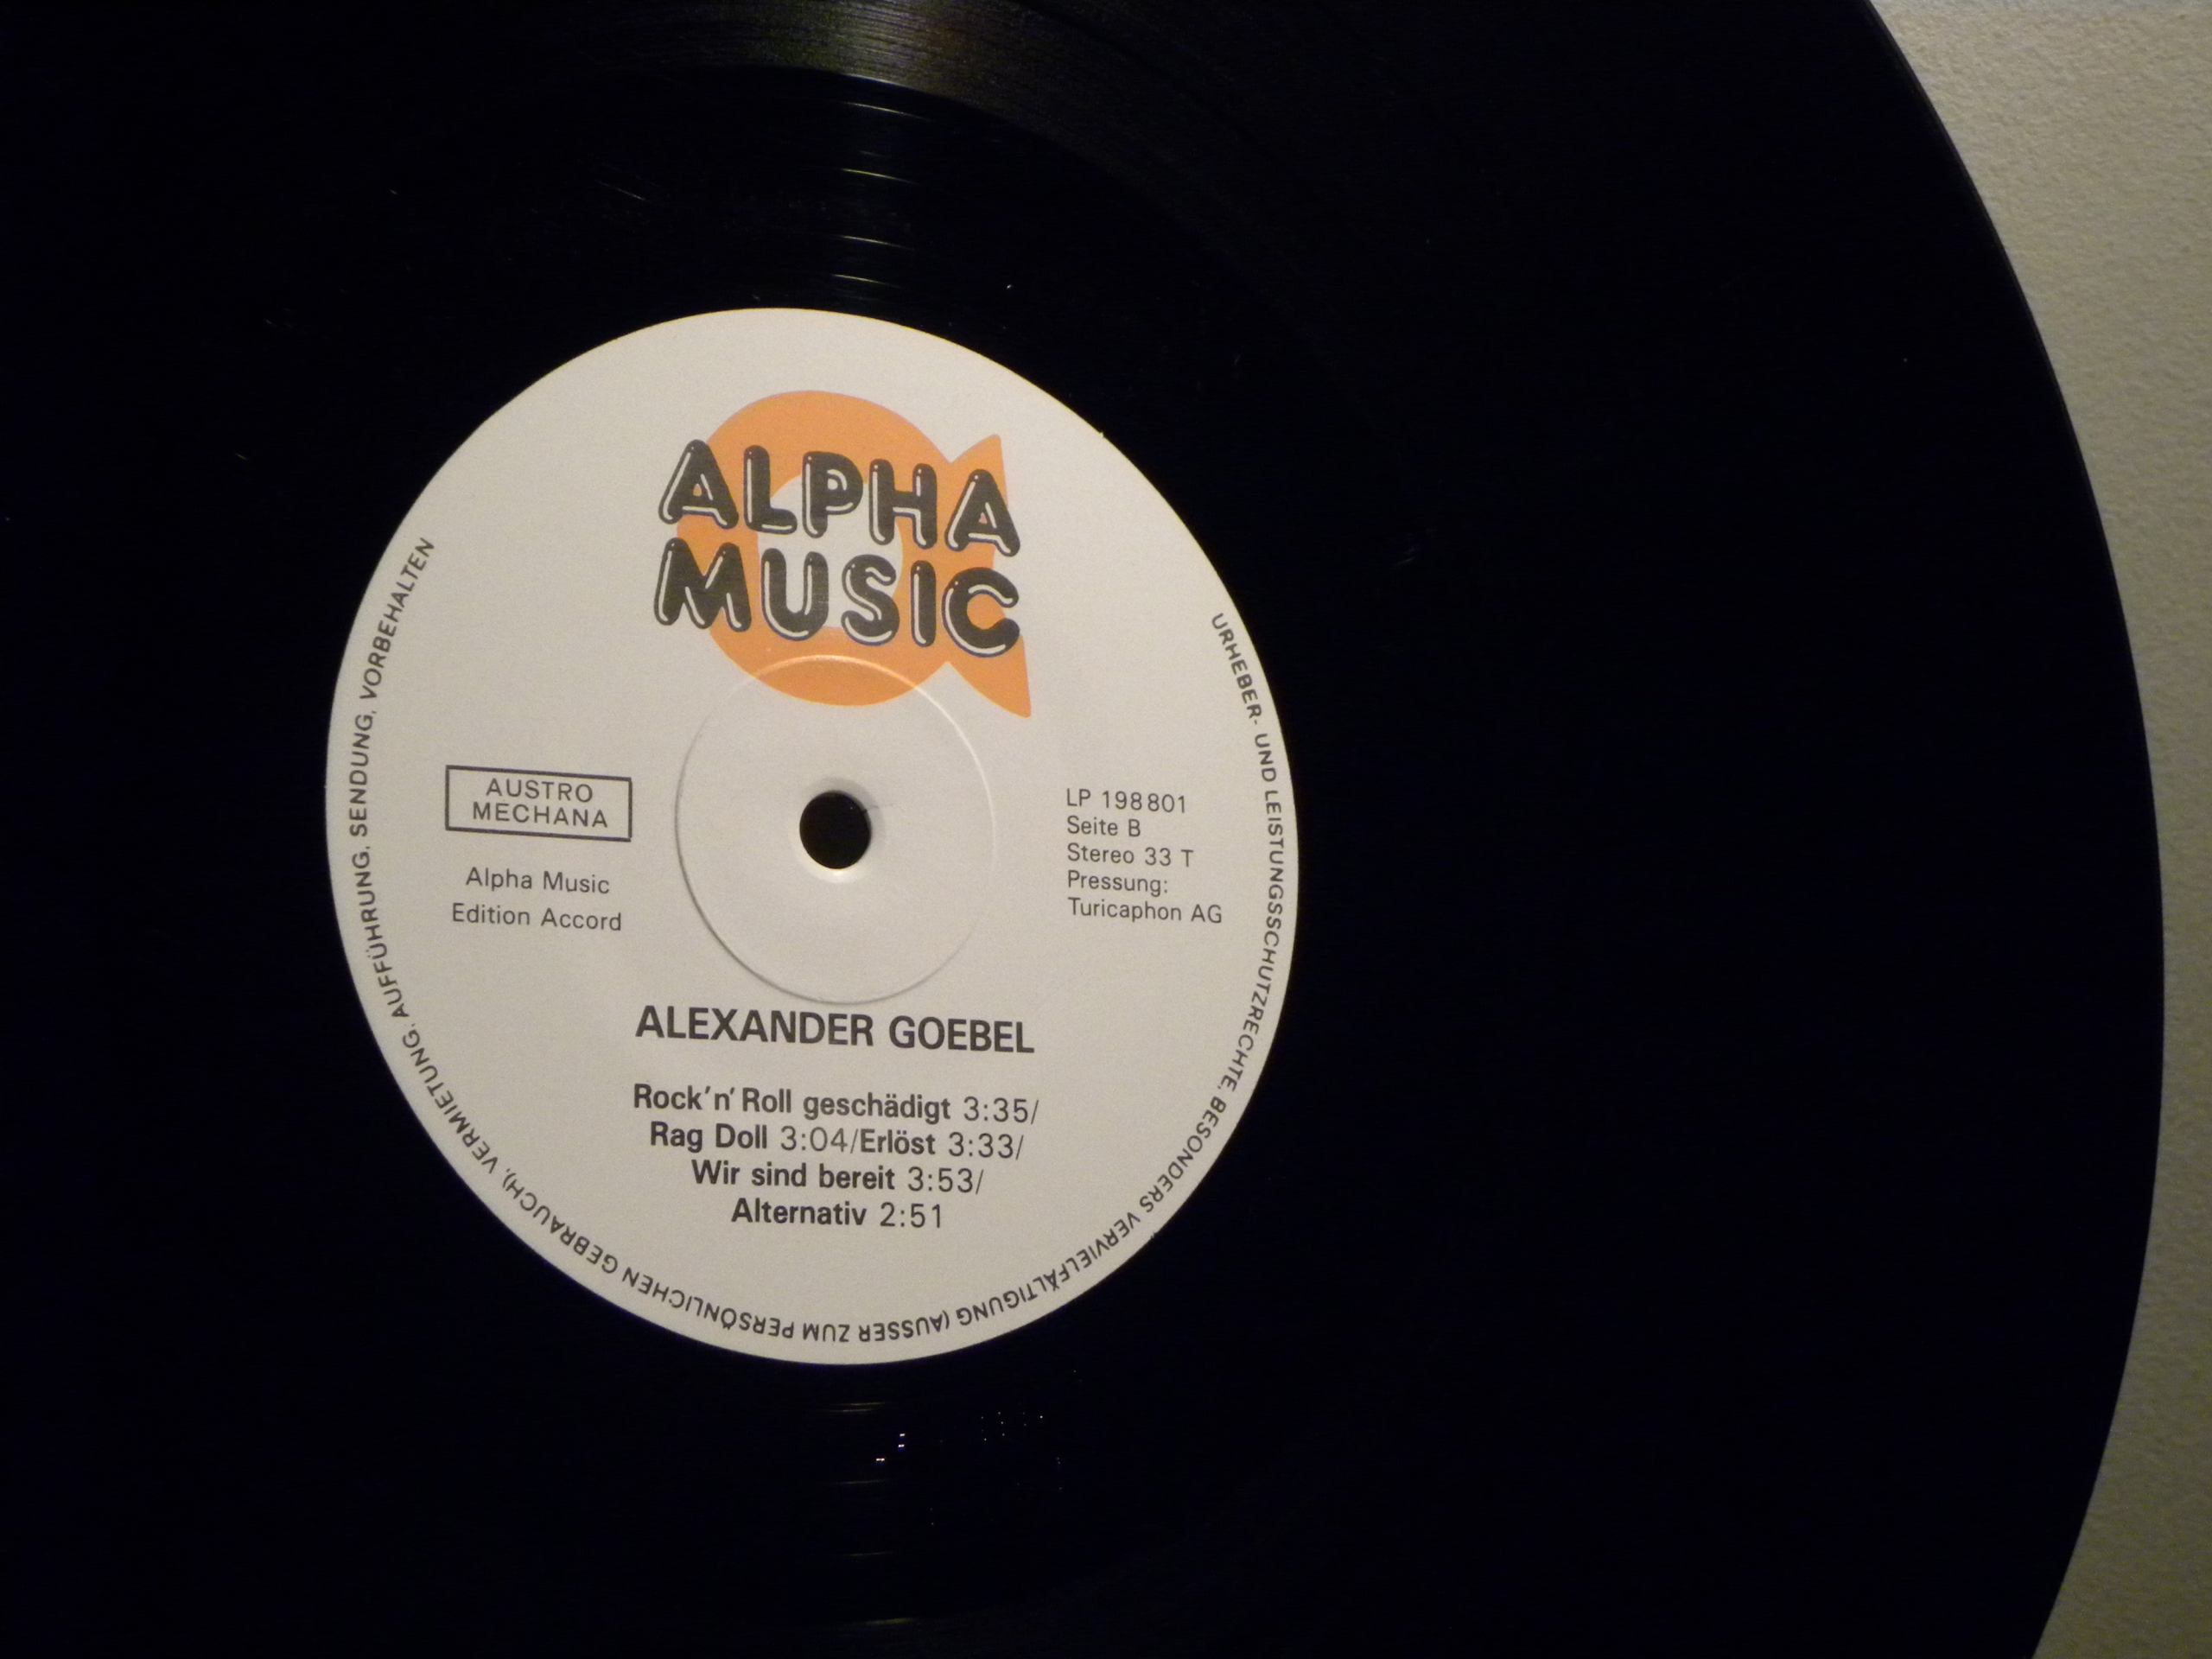 ALPHA
MUSIC
AUSTRO
MECHANA
Alpha Music
Edition Accord
LP 198801
Seite B
Stereo 33 T
Pressung:
Turicaphon AG
ALEXANDER GOEBEL
Rock'n' Roll geschädigt 3:35/
Rag Doll 3:04/Erlöst 3:33/
Wir sind bereit 3:53/
Alternativ 2:51
URHEBER- UND LEISTUNGSSCHUTZRECHTE, BESONDERS VERVIELFÄLTIGUNG (AUSSER ZUM PERSÖNLICHEN GEBRAUCH), VERMIETUNG, AUFFÜHRUNG, SENDUNG, VORBEHALTEN